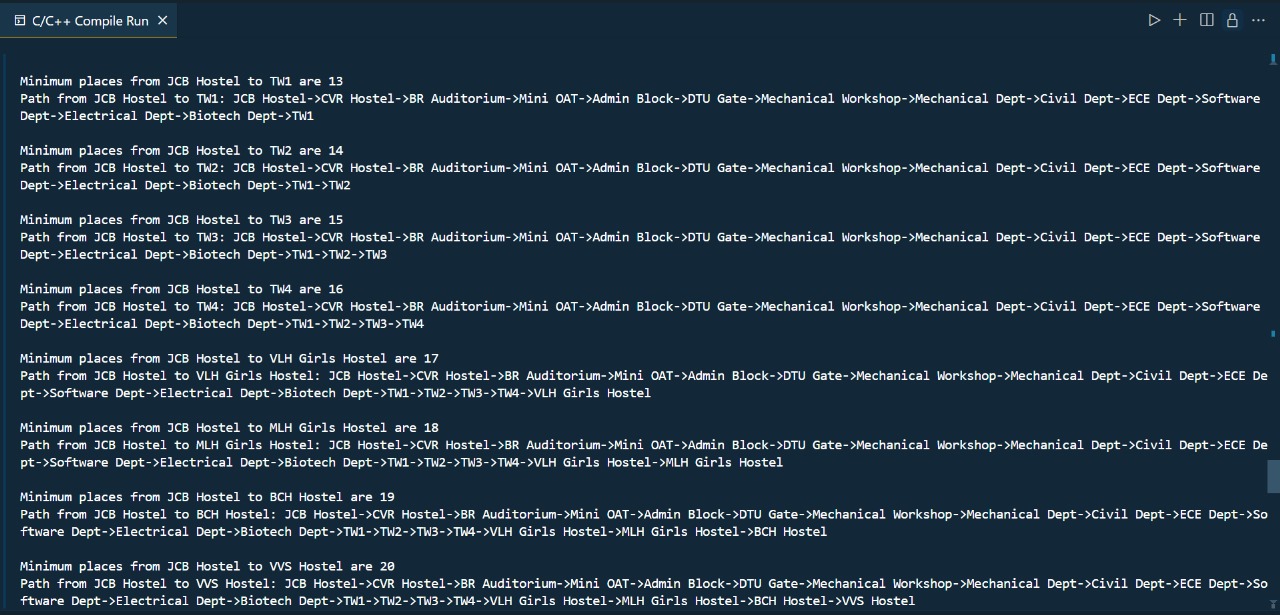 C/C++ Compile Run
Minimum places from JCB Hostel to TW1 are 13
Path from JCB Hostel to TW1: JCB Hostel->CVR Hostel->BR Auditorium->Mini OAT->Admin Block->DTU Gate->Mechanical Workshop->Mechanical Dept->Civil Dept->ECE Dept->Software
Dept->Electrical Dept->Biotech Dept->TW1
Minimum places from JCB Hostel to TW2 are 14
Path from JCB Hostel to TW2: JCB Hostel->CVR Hostel->BR Auditorium->Mini OAT->Admin Block->DTU Gate->Mechanical Workshop->Mechanical Dept->Civil Dept->ECE Dept->Software
Dept->Electrical Dept->Biotech Dept->TW1->TW2
Minimum places from JCB Hostel to TW3 are 15
Path from JCB Hostel to TW3: JCB Hostel->CVR Hostel->BR Auditorium->Mini OAT->Admin Block->DTU Gate->Mechanical Workshop->Mechanical Dept->Civil Dept->ECE Dept->Software
Dept->Electrical Dept->Biotech Dept->TW1->TW2->TW3
Minimum places from JCB Hostel to TW4 are 16
Path from JCB Hostel to TW4: JCB Hostel->CVR Hostel->BR Auditorium->Mini OAT->Admin Block->DTU Gate->Mechanical Workshop->Mechanical Dept->Civil Dept->ECE Dept->Software
Dept->Electrical Dept->Biotech Dept->TW1->TW2->TW3->TW4
Minimum places from JCB Hostel to VLH Girls Hostel are 17
Path from JCB Hostel to VLH Girls Hostel: JCB Hostel->CVR Hostel->BR Auditorium->Mini OAT->Admin Block->DTU Gate->Mechanical Workshop->Mechanical Dept->Civil Dept->ECE De
pt->Software Dept->Electrical Dept->Biotech Dept->TW1->TW2->TW3->TW4->VLH Girls Hostel
Minimum places from JCB Hostel to MLH Girls Hostel are 18
Path from JCB Hostel to MLH Girls Hostel: JCB Hostel->CVR Hostel->BR Auditorium->Mini OAT->Admin Block->DTU Gate->Mechanical Workshop->Mechanical Dept->Civil Dept->ECE De
pt->Software Dept->Electrical Dept->Biotech Dept->TW1->TW2->TW3->TW4->VLH Girls Hostel->MLH Girls Hostel
Minimum places from JCB Hostel to BCH Hostel are 19
Path from JCB Hostel to BCH Hostel: JCB Hostel->CVR Hostel->BR Auditorium->Mini OAT->Admin Block->DTU Gate->Mechanical Workshop->Mechanical Dept->Civil Dept->ECE Dept->So
ftware Dept->Electrical Dept->Biotech Dept->TW1->TW2->TW3->TW4->VLH Girls Hostel->MLH Girls Hostel->BCH Hostel
Minimum places from JCB Hostel to VVS Hostel are 20
Path from JCB Hostel to VVS Hostel: JCB Hostel->CVR Hostel->BR Auditorium->Mini OAT->Admin Block->DTU Gate->Mechanical Workshop->Mechanical Dept->Civil Dept->ECE Dept->So
ftware Dept->Electrical Dept->Biotech Dept->TW1->TW2->TW3->TW4->VLH Girls Hostel->MLH Girls Hostel->BCH Hostel->VVS Hostel